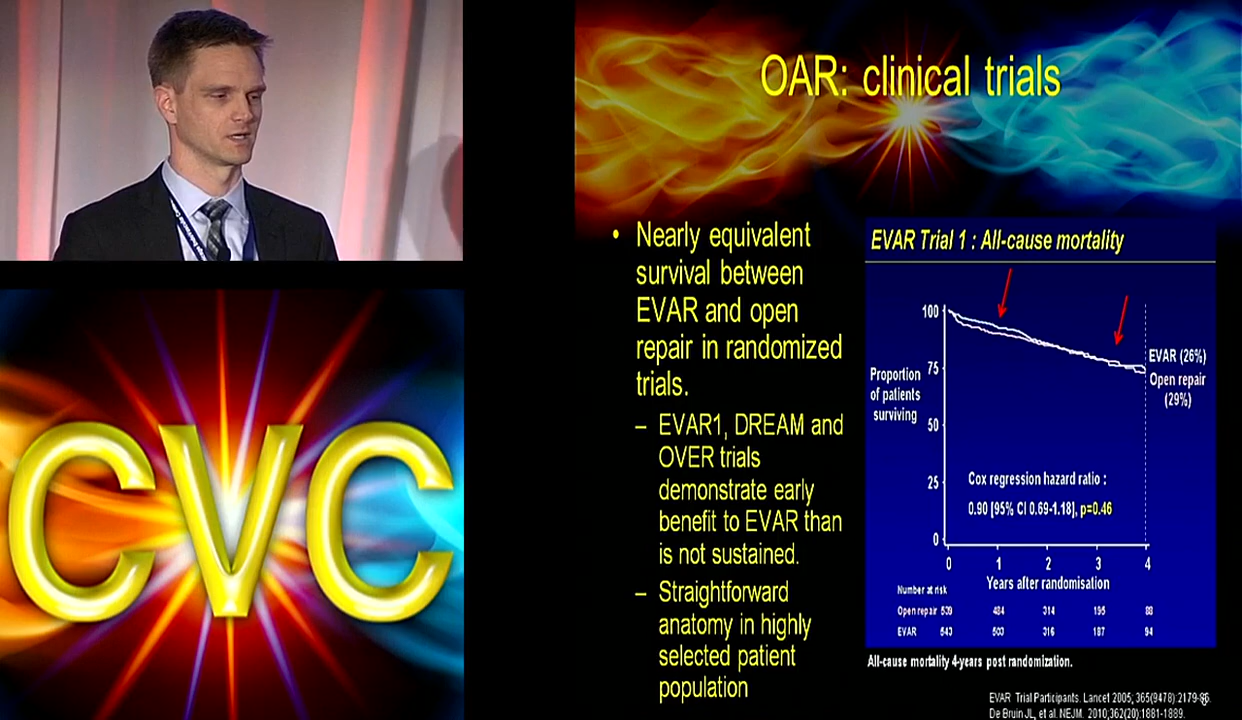 OAR: clinical trials
• Nearly equivalent
survival between
EVAR and open
repair in randomized
trials.
– EVAR1, DREAM and
OVER trials
demonstrate early
benefit to EVAR than
is not sustained.
– Straightforward
anatomy in highly
selected patient
population
EVAR Trial 1 : All-cause mortality
100
75
50
25
0
Proportion
of patients
surviving
EVAR (26%)
Open repair
(29%)
Cox regression hazard ratio :
0.90 [95% CI 0.69-1.18], p=0.46
0 1 2 3 4
Years after randomisation
Number at risk
Open repair 539 484 314 195 88
EVAR 543 503 316 187 94
All-cause mortality 4-years post randomization.
EVAR Trial Participants. Lancet 2005; 365(9478):2179-86.
De Bruin JL, et al. NEJM. 2010;362(20):1881-1889.
CVC